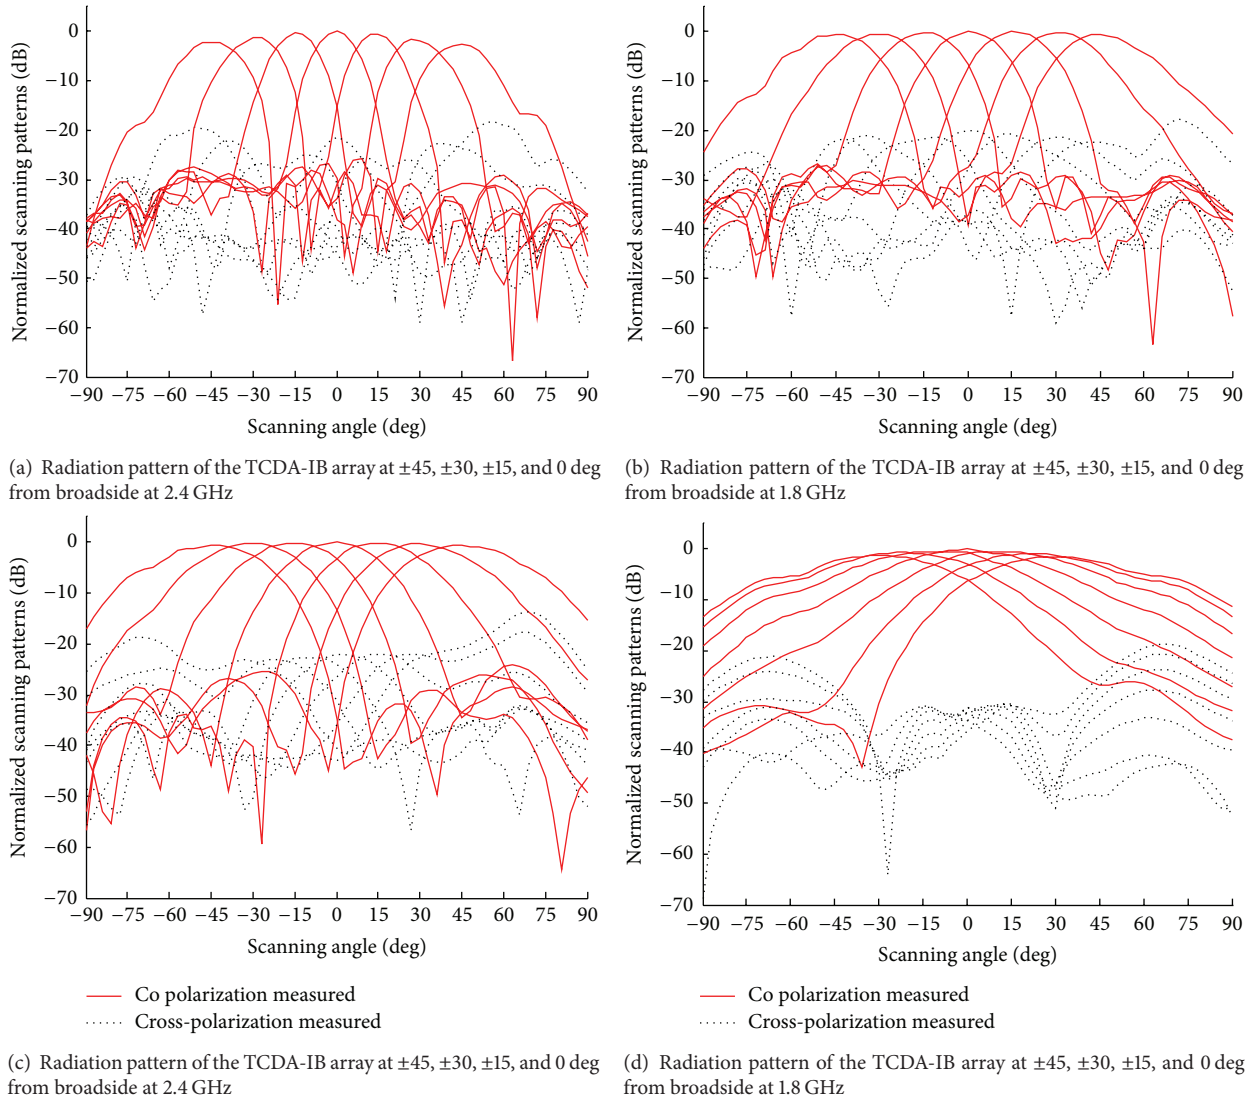 Normalized scanning patterns (dB)
−0
−10
−20
−30
−40
−50
−60
−70
−90 −75 −60 −45 −30 −15 0 15 30 45 60 75 90
Scanning angle (deg)
(a) Radiation pattern of the TCDA-IB array at ±45, ±30, ±15, and 0 deg
from broadside at 2.4 GHz
Normalized scanning patterns (dB)
0
−10
−20
−30
−40
−50
−60
−70
−90 −75 −60 −45 −30 −15 0 15 30 45 60 75 90
Scanning angle (deg)
(b) Radiation pattern of the TCDA-IB array at ±45, ±30, ±15, and 0 deg
from broadside at 1.8 GHz
Normalized scanning patterns (dB)
0
−10
−20
−30
−40
−50
−60
−70
−90 −75 −60 −45 −30 −15 0 15 30 45 60 75 90
Scanning angle (deg)
Co polarization measured
Cross-polarization measured
(c) Radiation pattern of the TCDA-IB array at ±45, ±30, ±15, and 0 deg
from broadside at 2.4 GHz
Normalized scanning patterns (dB)
0
−10
−20
−30
−40
−50
−60
−70
−90 −75 −60 −45 −30 −15 0 15 30 45 60 75 90
Scanning angle (deg)
Co polarization measured
Cross-polarization measured
(d) Radiation pattern of the TCDA-IB array at ±45, ±30, ±15, and 0 deg
from broadside at 1.8 GHz